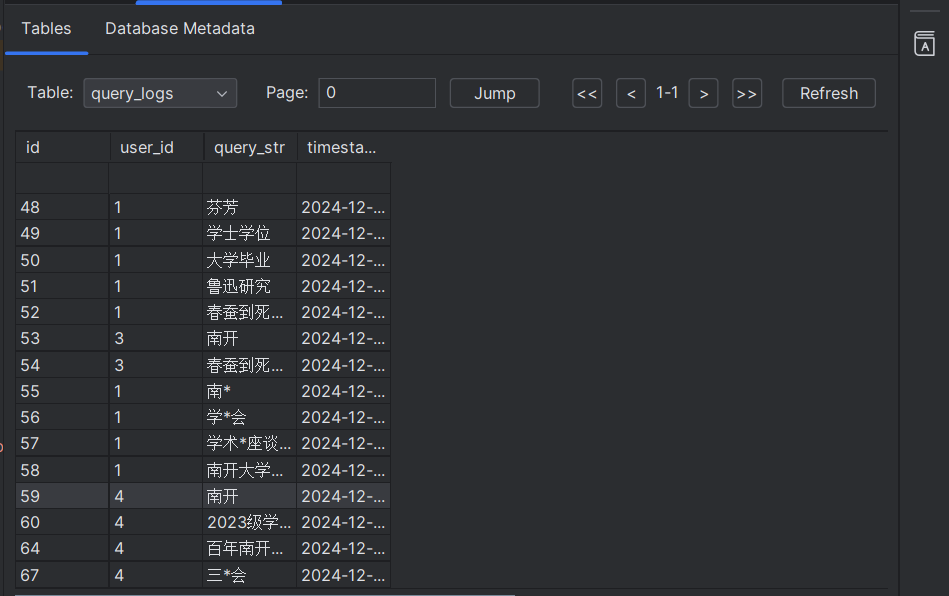 Tables Database Metadata
Table: query_logs Page: 0 Jump << < 1-1 > >> Refresh
id user_id query_str timesta...
48 1 芬芳 2024-12-...
49 1 学士学位 2024-12-...
50 1 大学毕业 2024-12-...
51 1 鲁迅研究 2024-12-...
52 1 春蚕到死... 2024-12-...
53 3 南开 2024-12-...
54 3 春蚕到死... 2024-12-...
55 1 南* 2024-12-...
56 1 学*会 2024-12-...
57 1 学术*座谈... 2024-12-...
58 1 南开大学... 2024-12-...
59 4 南开 2024-12-...
60 4 2023级学... 2024-12-...
64 4 百年南开... 2024-12-...
67 4 三*会 2024-12-...
A